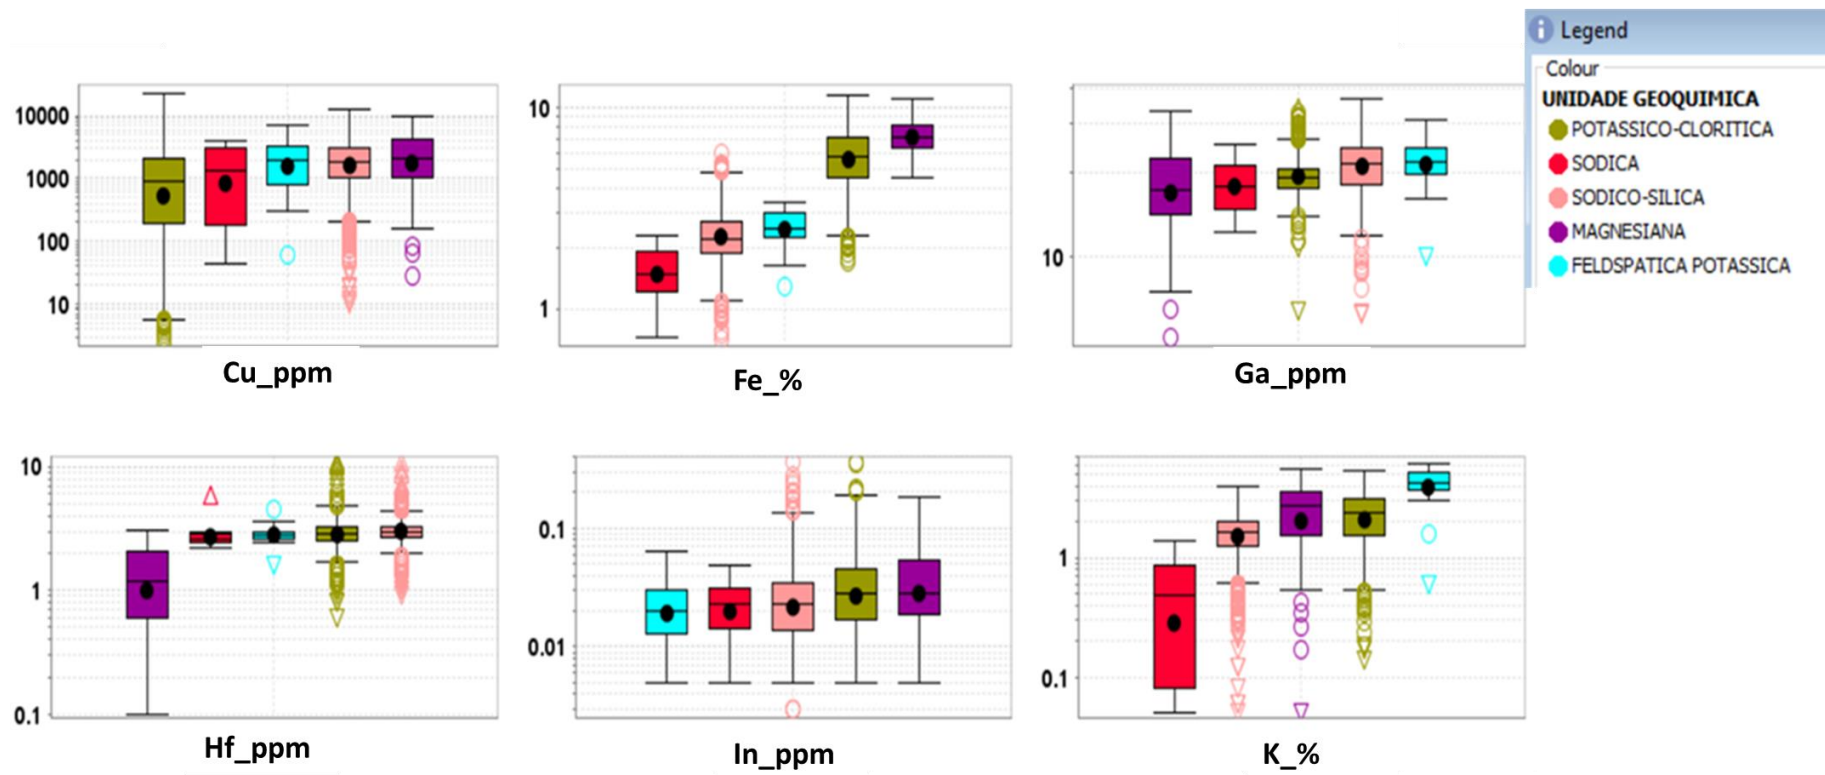 Legend
Colour
UNIDADE GEOQUIMICA
POTASSICO-CLORITICA
SODICA
SODICO-SILICA
MAGNESIANA
FELDSPATICA POTASSICA
10000
1000
100
10
Cu_ppm
10
1
Fe_%
10
Ga_ppm
10
1
0.1
Hf_ppm
0.1
0.01
In_ppm
1
0.1
K_%